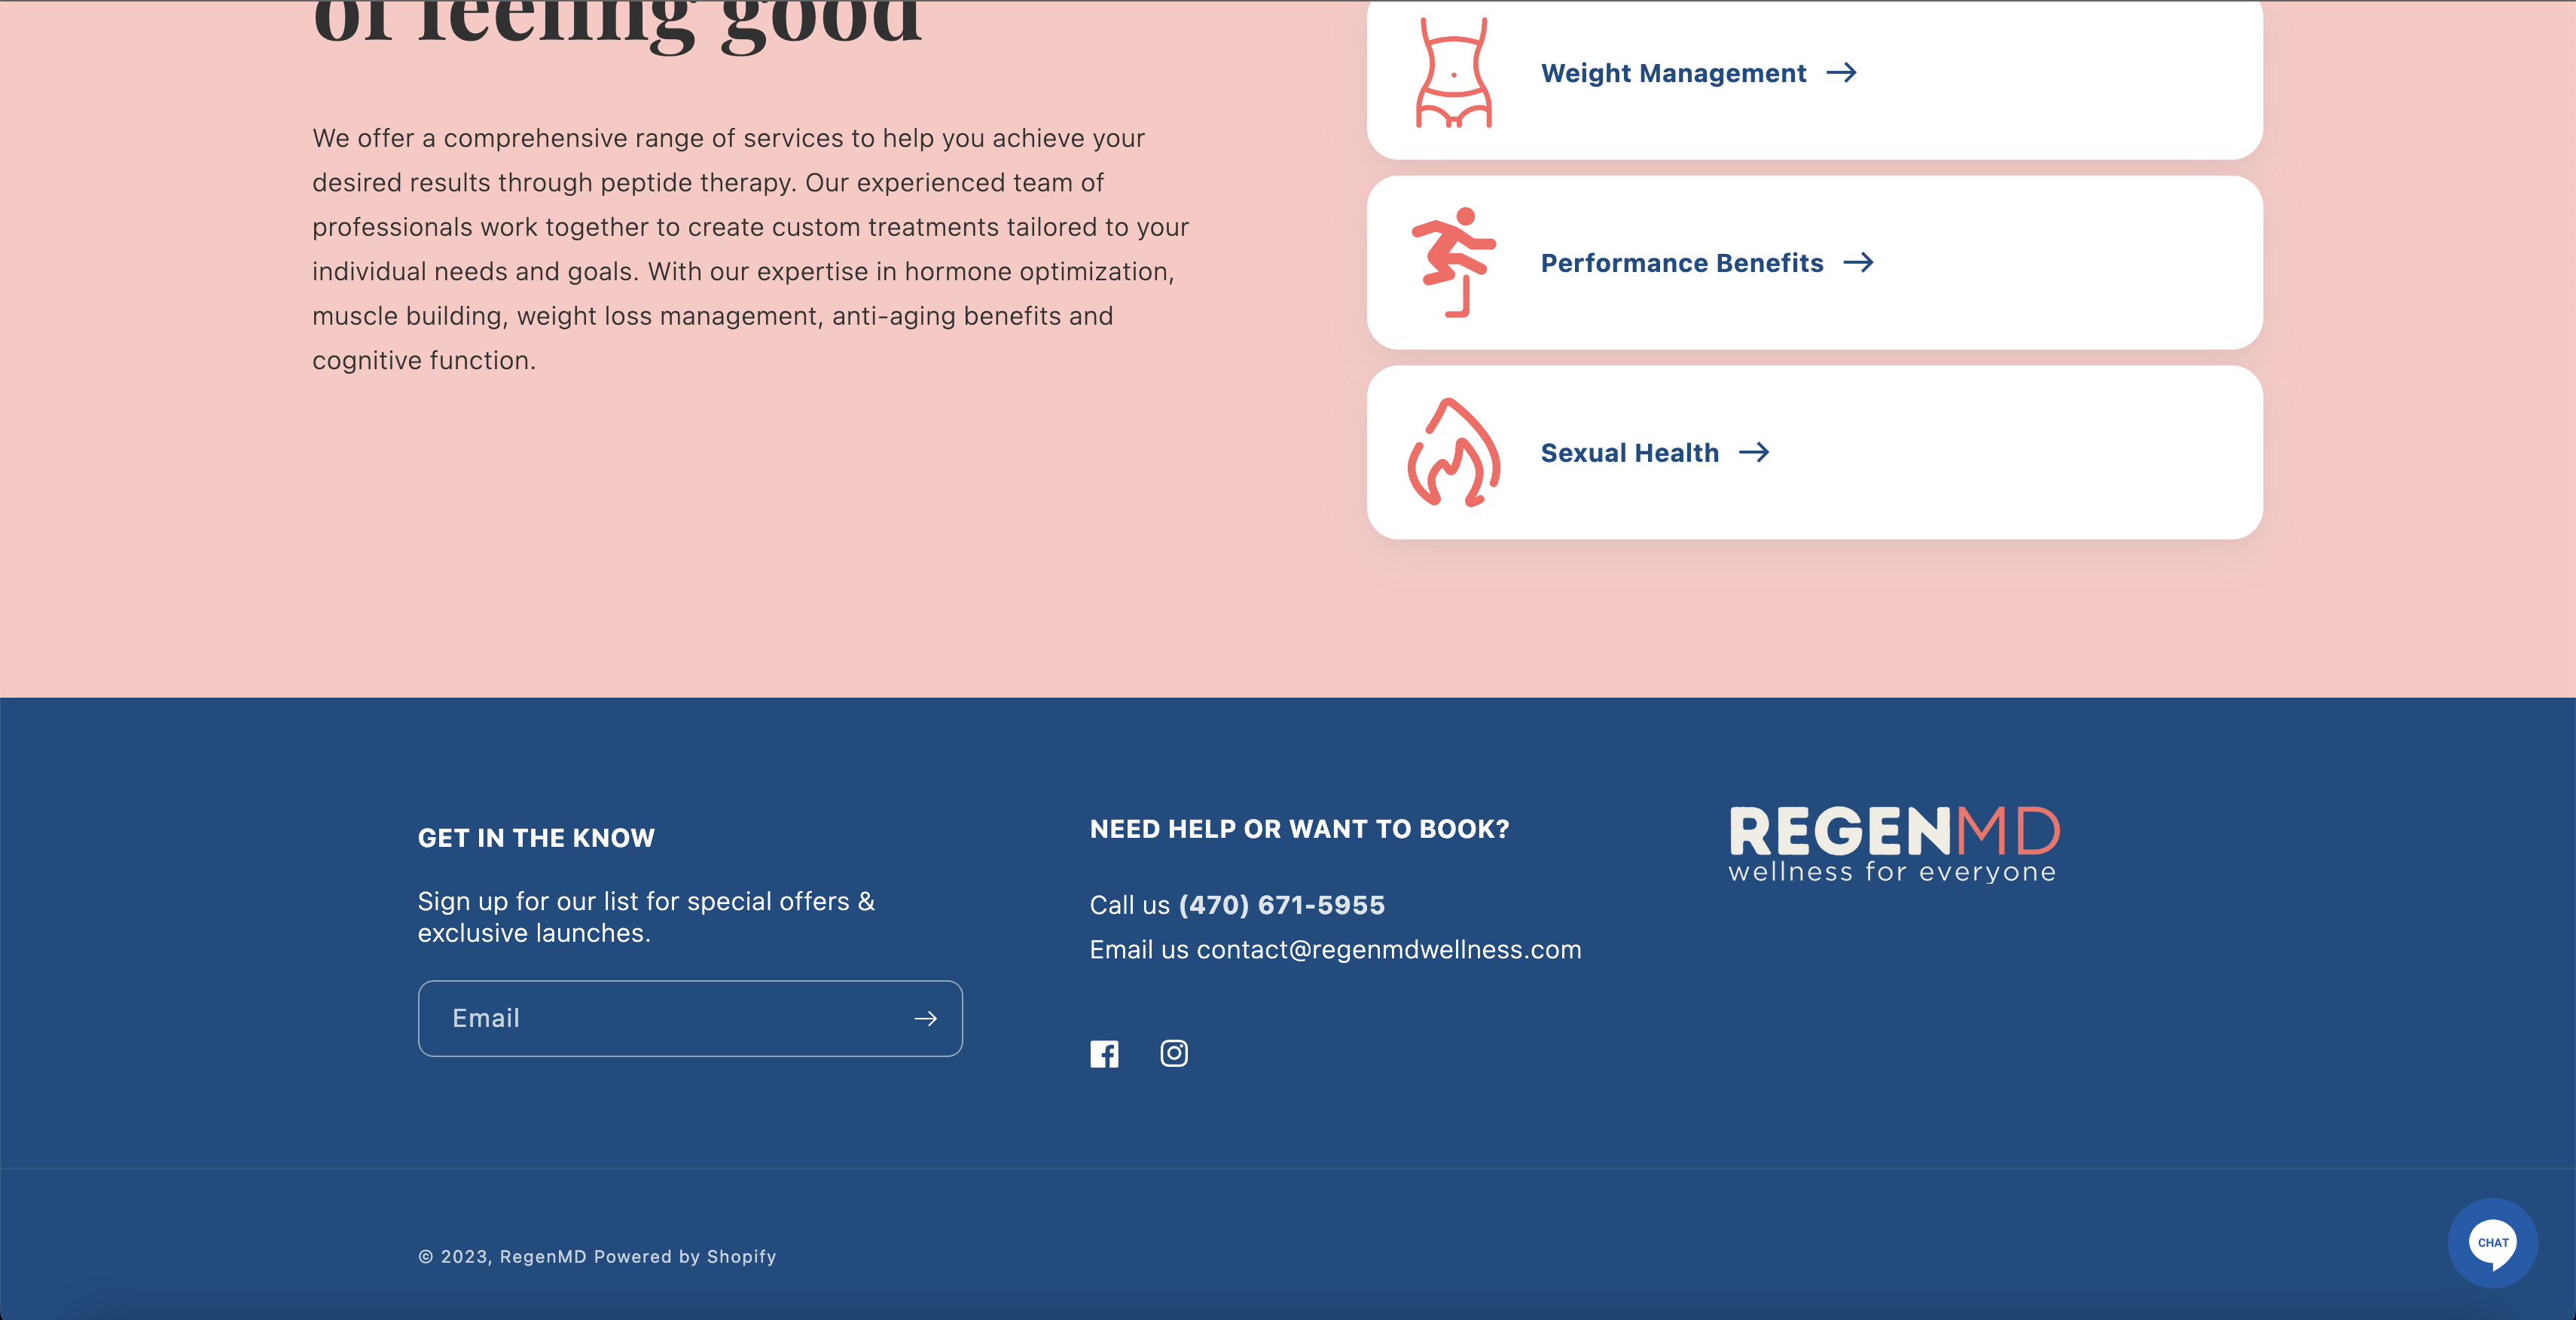 of feeling good
We offer a comprehensive range of services to help you achieve your
desired results through peptide therapy. Our experienced team of
professionals work together to create custom treatments tailored to your
individual needs and goals. With our expertise in hormone optimization,
muscle building, weight loss management, anti-aging benefits and
cognitive function.
Weight Management
Performance Benefits
Sexual Health
GET IN THE KNOW
Sign up for our list for special offers &
exclusive launches.
Email
NEED HELP OR WANT TO BOOK?
Call us (470) 671-5955
Email us contact@regenmdwellness.com
REGENMD
wellness for everyone
© 2023, RegenMD Powered by Shopify
CHAT